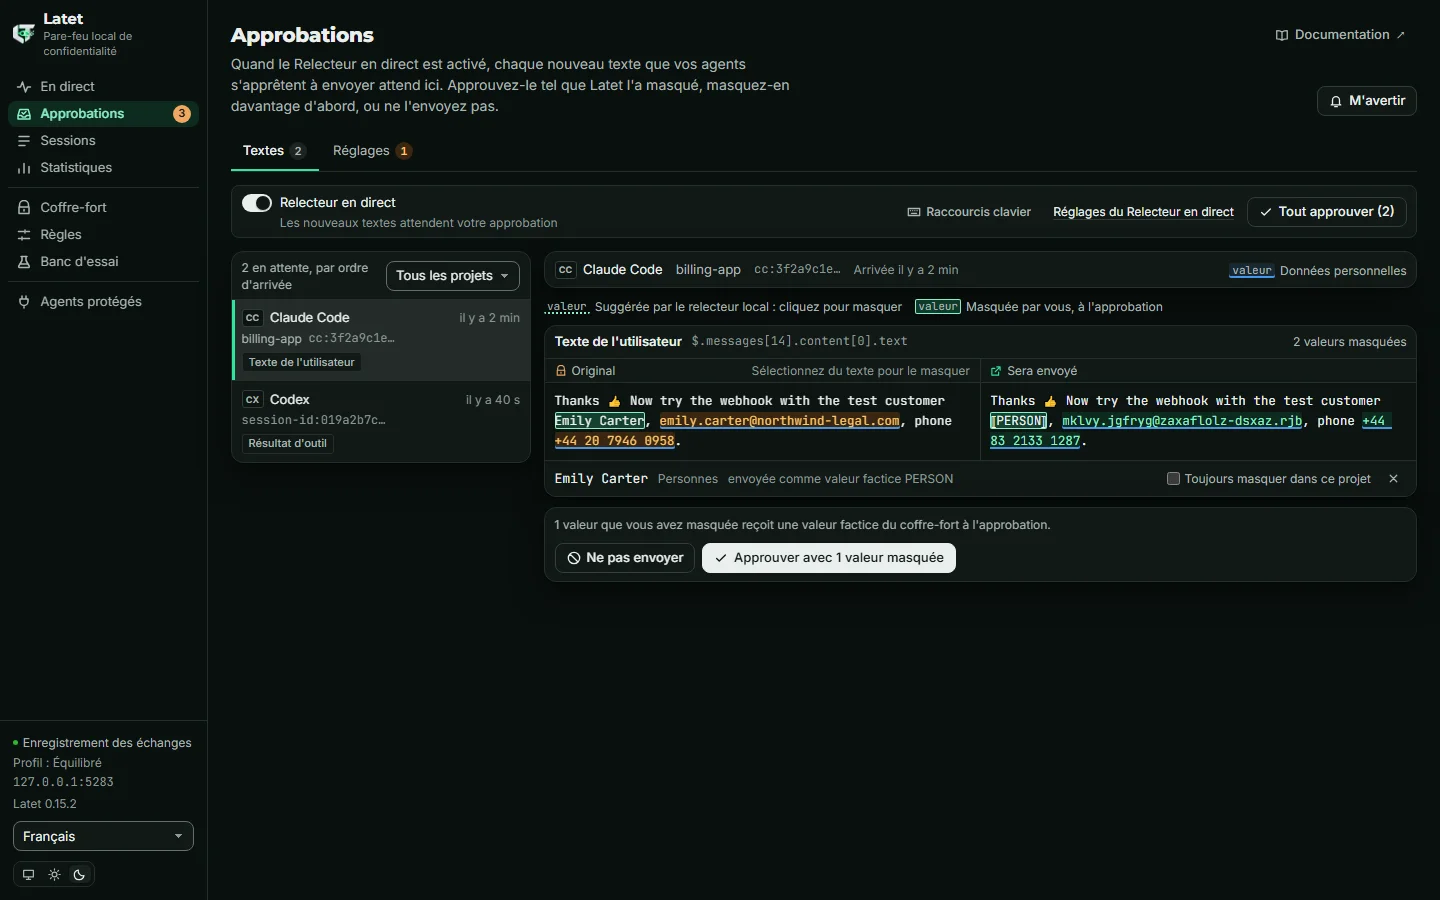 Latet
Pare-feu local de
confidentialité
En direct
Approbations 3
Sessions
Statistiques
Coffre-fort
Règles
Banc d'essai
Agents protégés
Enregistrement des échanges
Profil : Équilibré
127.0.0.1:5283
Latet 0.15.2
Français
Approbations
Documentation ↗
Quand le Relecteur en direct est activé, chaque nouveau texte que vos agents
s'apprêtent à envoyer attend ici. Approuvez-le tel que Latet l'a masqué, masquez-en
davantage d'abord, ou ne l'envoyez pas.
M'avertir
Textes 2 Réglages 1
Relecteur en direct
Les nouveaux textes attendent votre approbation
Raccourcis clavier Réglages du Relecteur en direct Tout approuver (2)
2 en attente, par ordre
d'arrivée
Tous les projets
CC Claude Code il y a 2 min
billing-app cc:3f2a9c1e…
Texte de l'utilisateur
CX Codex il y a 40 s
session-id:019a2b7c…
Résultat d'outil
CC Claude Code billing-app cc:3f2a9c1e… Arrivée il y a 2 min valeur Données personnelles
valeur Suggérée par le relecteur local : cliquez pour masquer valeur Masquée par vous, à l'approbation
Texte de l'utilisateur $.messages[14].content[0].text 2 valeurs masquées
Original Sélectionnez du texte pour le masquer
Thanks 👍 Now try the webhook with the test customer
Emily Carter, emily.carter@northwind-legal.com, phone
+44 20 7946 0958.
Sera envoyé
Thanks 👍 Now try the webhook with the test customer
[PERSON], mklvy.jgfryg@zaxaflolz-dsxaz.rjb, phone +44
83 2133 1287.
Emily Carter Personnes envoyée comme valeur factice PERSON Toujours masquer dans ce projet
1 valeur que vous avez masquée reçoit une valeur factice du coffre-fort à l'approbation.
Ne pas envoyer Approuver avec 1 valeur masquée